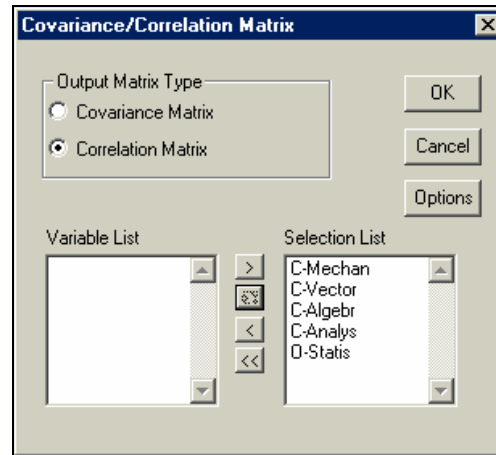 Covariance/Correlation Matrix
Output Matrix Type
Covariance Matrix
Correlation Matrix
OK
Cancel
Options
Variable List
Selection List
>
<
<<
C-Mechan
C-Vector
C-Algebr
C-Analys
O-Statis